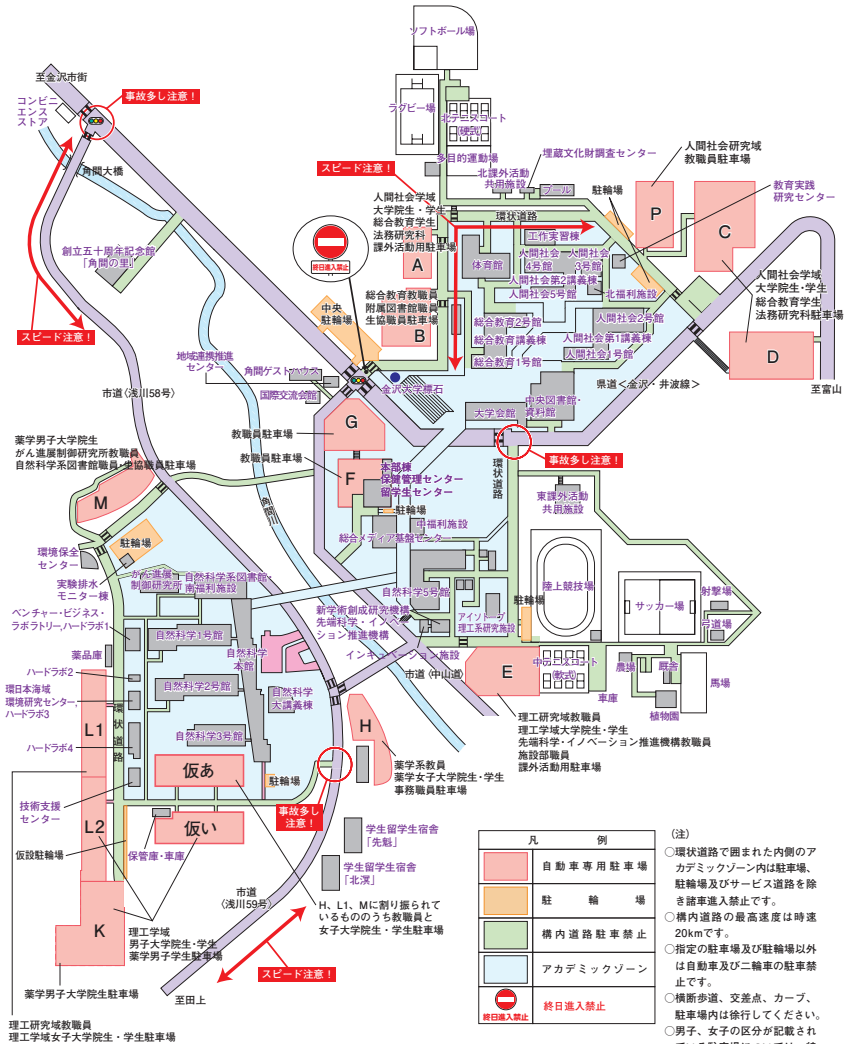 ソフトボール場
至金沢市街
事故多し注意！
コンビニ
エンス
ストア
ラグビー場
北テニスコート
(硬式)
角間大橋
多目的運動場
スピード注意！
埋蔵文化財調査センター
人間社会研究域
教職員駐車場
北課外活動
共用施設
プール
駐輪場
P
教育実践
研究センター
人間社会学域
大学院生・学生
総合教育学生
法務研究科
課外活動用駐車場
環状道路
C
創立五十周年記念館
「角間の里」
終日進入禁止
A
体育館
工作実習棟
人間社会
4号館
人間社会
3号館
人間社会第2講義棟
人間社会5号館
北福利施設
人間社会学域
大学院生・学生
総合教育学生
法務研究科駐車場
スピード注意！
中央
駐輪場
総合教育教職員
附属図書館職員
生協職員駐車場
B
総合教育2号館
総合教育講義棟
総合教育1号館
人間社会2号館
人間社会第1講義棟
人間社会1号館
D
地域連携推進
センター
角間ゲストハウス
国際交流会館
金沢大学標石
県道＜金沢・井波線＞
至富山
市道〈浅川58号〉
大学会館
中央図書館・
資料館
G
教職員駐車場
教職員駐車場
薬学男子大学院生
がん進展制御研究所教職員
自然科学系図書館職員・生協職員駐車場
事故多し注意！
環状道路
F
本部棟
保健管理センター
留学生センター
M
角間川
駐輪場
東課外活動
共用施設
中福利施設
総合メディア基盤センター
駐輪場
環境保全
センター
実験排水
モニター棟
がん進展
制御研究所
自然科学系図書館・
南福利施設
自然科学5号館
陸上競技場
サッカー場
射撃場
弓道場
ベンチャー・ビジネス・
ラボラトリー,ハードラボ1
新学術創成研究機構
先端科学・イノベー
ション推進機構
アイソトープ
理工系研究施設
駐輪場
自然科学1号館
自然科学
本館
薬品庫
インキュベーション施設
市道〈中山道〉
E
中テニスコート
(軟式)
農場
厩舎
馬場
ハードラボ2
環日本海域
環境研究センター,
ハードラボ3
自然科学2号館
自然科学
大講義棟
車庫
植物園
L1
環状道路
H
理工研究域教職員
理工学域大学院生・学生
先端科学・イノベーション推進機構教職員
施設部職員
課外活動用駐車場
ハードラボ4
自然科学3号館
薬学系教員
薬学女子大学院生・学生
事務職員駐車場
仮あ
駐輪場
技術支援
センター
事故多し
注意！
L2
仮い
仮設駐輪場
保管庫・車庫
学生留学生宿舎
「先魁」
学生留学生宿舎
「北溟」
市道
〈浅川59号〉
H、L1、Mに割り振られて
いるもののうち教職員と
女子大学院生・学生駐車場
K
理工学域
男子大学院生・学生
薬学男子学生駐車場
スピード注意！
薬学男子大学院生駐車場
至田上
理工研究域教職員
理工学域女子大学院生・学生駐車場
凡 例
自動車専用駐車場
駐輪場
構内道路駐車禁止
アカデミックゾーン
終日進入禁止
終日進入禁止
(注)
○環状道路で囲まれた内側のア
カデミックゾーン内は駐車場、
駐輪場及びサービス道路を除
き諸車進入禁止です。
○構内道路の最高速度は時速
20kmです。
○指定の駐車場及び駐輪場以外
は自動車及び二輪車の駐車禁
止です。
○横断歩道、交差点、カーブ、
駐車場内は徐行してください。
○男子、女子の区分が記載され